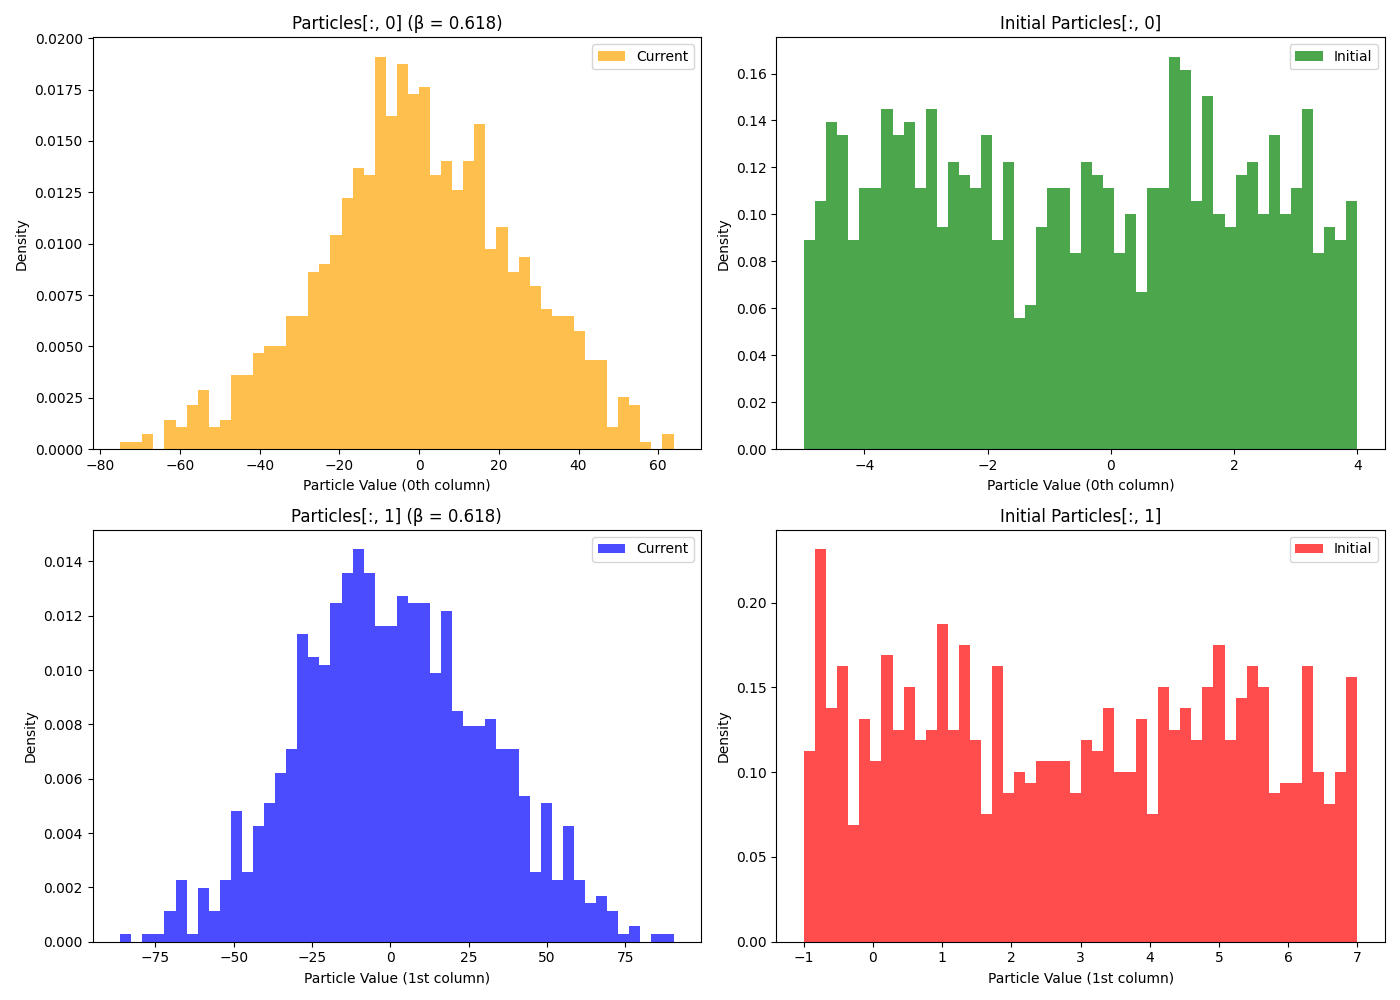 Particles[:, 0] (β = 0.618)
Current
0.0200
0.0175
0.0150
0.0125
0.0100
0.0075
0.0050
0.0025
0.0000
Density
−80 −60 −40 −20 0 20 40 60
Particle Value (0th column)
Initial Particles[:, 0]
Initial
0.16
0.14
0.12
0.10
0.08
0.06
0.04
0.02
0.00
Density
−4 −2 0 2 4
Particle Value (0th column)
Particles[:, 1] (β = 0.618)
Current
0.014
0.012
0.010
0.008
0.006
0.004
0.002
0.000
Density
−75 −50 −25 0 25 50 75
Particle Value (1st column)
Initial Particles[:, 1]
Initial
0.20
0.15
0.10
0.05
0.00
Density
−1 0 1 2 3 4 5 6 7
Particle Value (1st column)